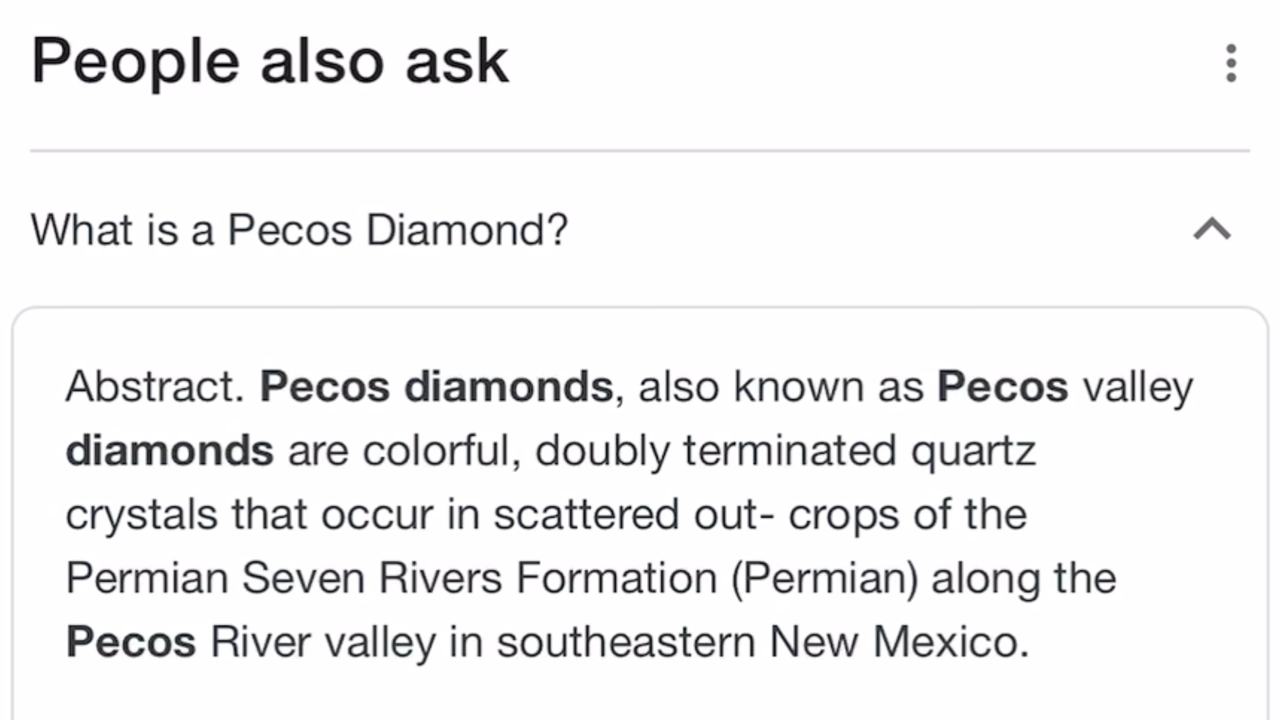 People also ask
What is a Pecos Diamond?
Abstract. Pecos diamonds, also known as Pecos valley
diamonds are colorful, doubly terminated quartz
crystals that occur in scattered out- crops of the
Permian Seven Rivers Formation (Permian) along the
Pecos River valley in southeastern New Mexico.